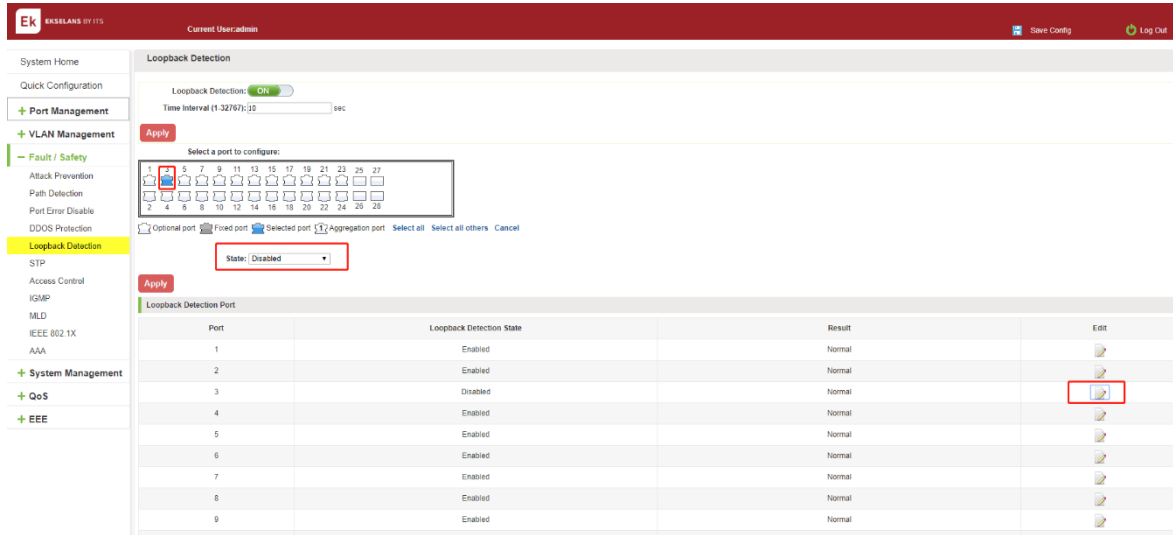 Ek EKSELANS BY ITS
Current User:admin
Save Config
Log Out
System Home
Quick Configuration
+ Port Management
+ VLAN Management
− Fault / Safety
Attack Prevention
Path Detection
Port Error Disable
DDOS Protection
Loopback Detection
STP
Access Control
IGMP
MLD
IEEE 802.1X
AAA
+ System Management
+ QoS
+ EEE
Loopback Detection
Loopback Detection: ON
Time Interval (1-32767): 10 sec
Apply
Select a port to configure:
1 3 5 7 9 11 13 15 17 19 21 23 25 27
2 4 6 8 10 12 14 16 18 20 22 24 26 28
Optional port Fixed port Selected port 1 Aggregation port Select all Select all others Cancel
State: Disabled
Apply
Loopback Detection Port
Port Loopback Detection State Result Edit
1 Enabled Normal
2 Enabled Normal
3 Disabled Normal
4 Enabled Normal
5 Enabled Normal
6 Enabled Normal
7 Enabled Normal
8 Enabled Normal
9 Enabled Normal